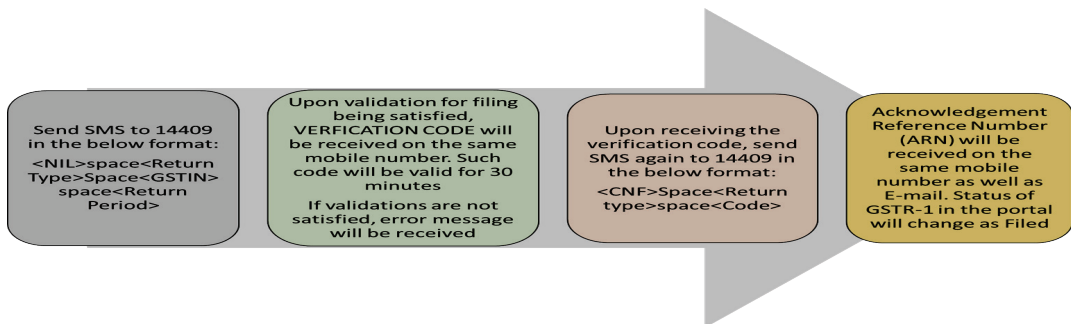 Send SMS to 14409
in the below format:
<NIL>space<Return
Type>Space<GSTIN>
space<Return
Period>
Upon validation for filing
being satisfied,
VERFICATION CODE will
be received on the same
mobile number. Such
code will be valid for 30
minutes
If validations are not
satisfied, error message
will be received
Upon receiving the
verification code, send
SMS again to 14409 in
the below format:
<CNF>Space<Return
type>space<Code>
Acknowledgement
Reference Number
(ARN) will be
received on the
same mobile
number as well as
E-mail. Status of
GSTR-1 in the portal
will change as Filed